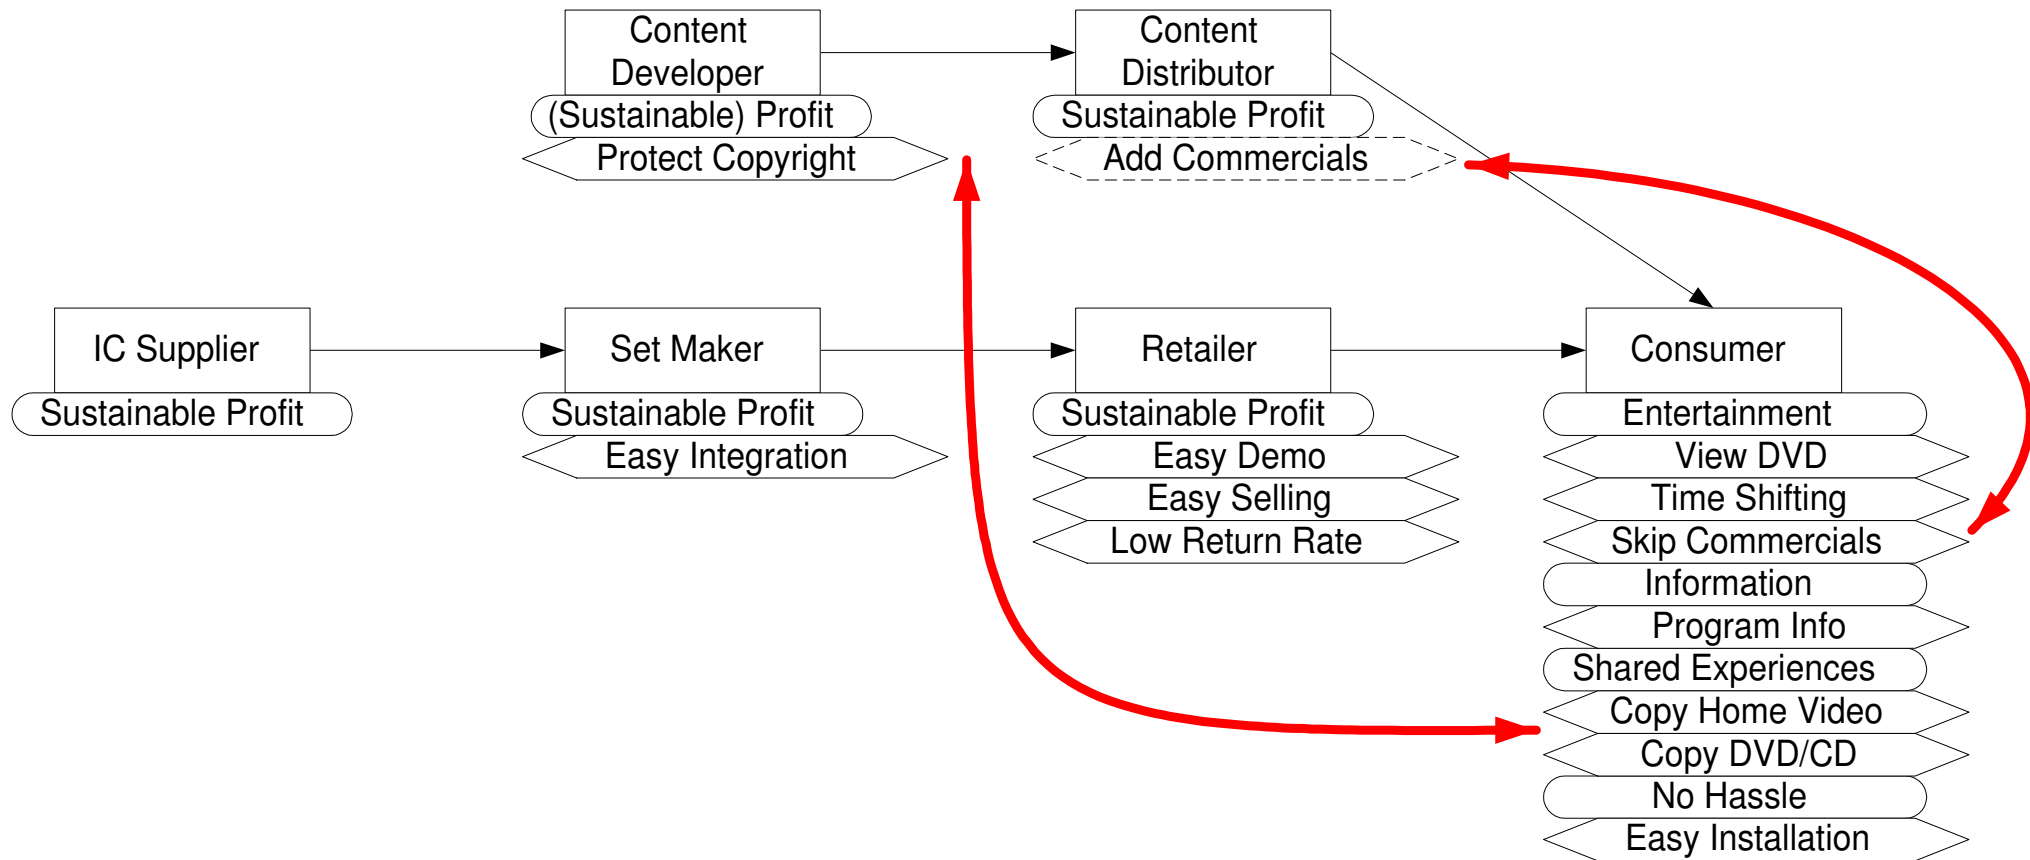 Content
Developer
(Sustainable) Profit
Protect Copyright
Content
Distributor
Sustainable Profit
Add Commercials
IC Supplier
Sustainable Profit
Set Maker
Sustainable Profit
Easy Integration
Retailer
Sustainable Profit
Easy Demo
Easy Selling
Low Return Rate
Consumer
Entertainment
View DVD
Time Shifting
Skip Commercials
Information
Program Info
Shared Experiences
Copy Home Video
Copy DVD/CD
No Hassle
Easy Installation